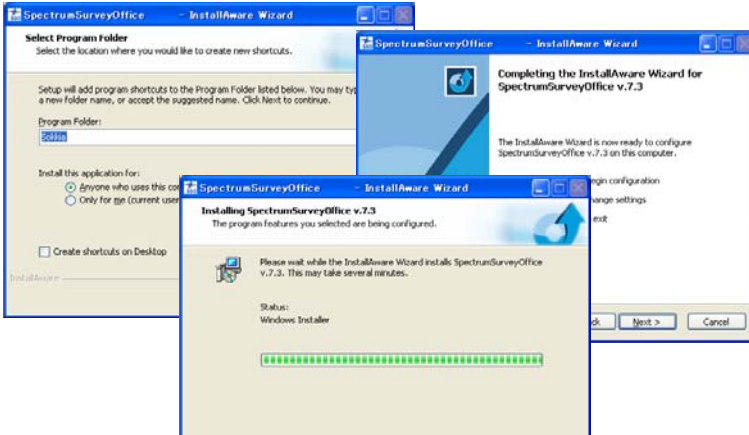 SpectrumSurveyOffice - InstallAware Wizard
Select Program Folder
Select the location where you would like to create new shortcuts.
Setup will add program shortcuts to the Program Folder listed below. You may typ
a new folder name, or accept the suggested name. Click Next to continue.
Program Folder:
Sokkia
Install this application for:
Anyone who uses this co
Only for me (current user
Create shortcuts on Desktop
InstallAware
SpectrumSurveyOffice - InstallAware Wizard
Completing the InstallAware Wizard for
SpectrumSurveyOffice v.7.3
The InstallAware Wizard is now ready to configure
SpectrumSurveyOffice v.7.3 on this computer.
egin configuration
hange settings
exit
ck
Next >
Cancel
SpectrumSurveyOffice - InstallAware Wizard
Installing SpectrumSurveyOffice v.7.3
The program features you selected are being configured.
Please wait while the InstallAware Wizard installs SpectrumSurveyOffice
v.7.3. This may take several minutes.
Status:
Windows Installer